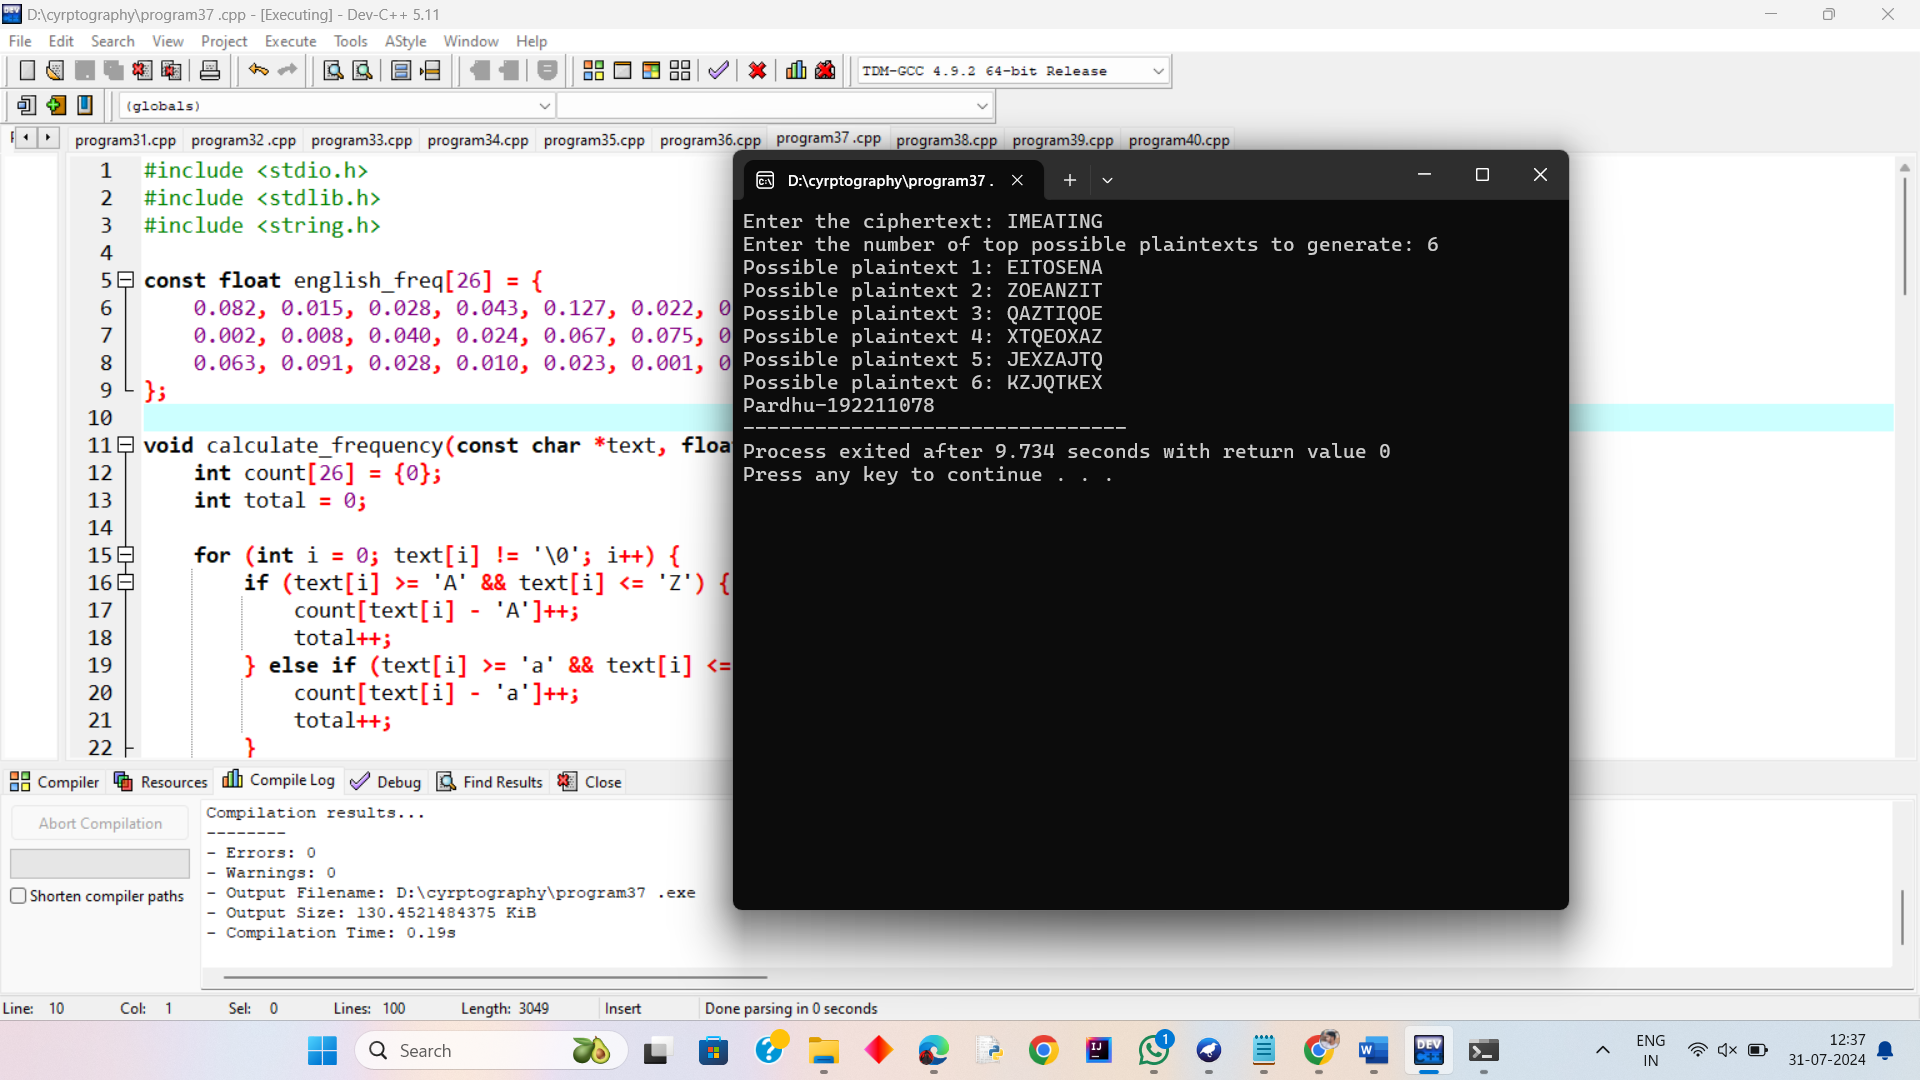 D:\cyrptography\program37 .cpp - [Executing] - Dev-C++ 5.11
File Edit Search View Project Execute Tools AStyle Window Help
TDM-GCC 4.9.2 64-bit Release
(globals)
program31.cpp program32 .cpp program33.cpp program34.cpp program35.cpp program36.cpp program37 .cpp program38.cpp program39.cpp program40.cpp
1 #include <stdio.h>
2 #include <stdlib.h>
3 #include <string.h>
4
5 const float english_freq[26] = {
6 0.082, 0.015, 0.028, 0.043, 0.127, 0.022, 0
7 0.002, 0.008, 0.040, 0.024, 0.067, 0.075, 0
8 0.063, 0.091, 0.028, 0.010, 0.023, 0.001, 0
9 };
10
11 void calculate_frequency(const char *text, floa
12 int count[26] = {0};
13 int total = 0;
14
15 for (int i = 0; text[i] != '\0'; i++) {
16 if (text[i] >= 'A' && text[i] <= 'Z') {
17 count[text[i] - 'A']++;
18 total++;
19 } else if (text[i] >= 'a' && text[i] <=
20 count[text[i] - 'a']++;
21 total++;
22 }
D:\cyrptography\program37 .
Enter the ciphertext: IMEATING
Enter the number of top possible plaintexts to generate: 6
Possible plaintext 1: EITOSENA
Possible plaintext 2: ZOEANZIT
Possible plaintext 3: QAZTIQOE
Possible plaintext 4: XTQEOXAZ
Possible plaintext 5: JEXZAJTQ
Possible plaintext 6: KZJQTKEX
Pardhu-192211078
--------------------------------
Process exited after 9.734 seconds with return value 0
Press any key to continue . . .
Compiler Resources Compile Log Debug Find Results Close
Abort Compilation
Shorten compiler paths
Compilation results...
--------
- Errors: 0
- Warnings: 0
- Output Filename: D:\cyrptography\program37 .exe
- Output Size: 130.4521484375 KiB
- Compilation Time: 0.19s
Line: 10 Col: 1 Sel: 0 Lines: 100 Length: 3049 Insert Done parsing in 0 seconds
Search
1
DEV
C++
ENG
IN
12:37
31-07-2024